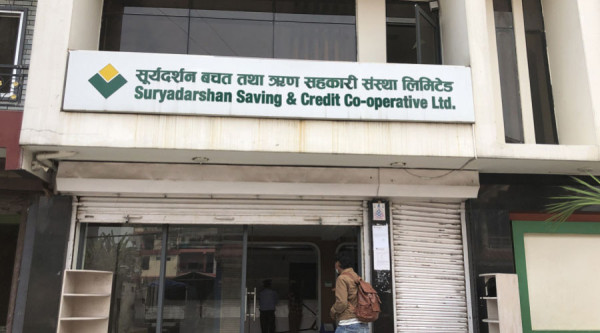 सूर्यदर्शन बचत तथा ऋण सहकारी संस्था लिमिटेड
Suryadarshan Saving & Credit Co-operative Ltd.